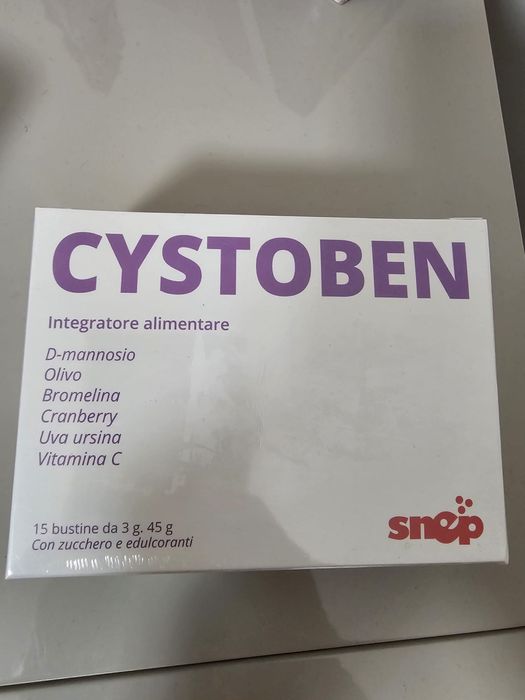 CYSTOBEN
Integratore alimentare
D-mannosio
Olivo
Bromelina
Cranberry
Uva ursina
Vitamina C
15 bustine da 3 g. 45 g
Con zucchero e edulcoranti
snep